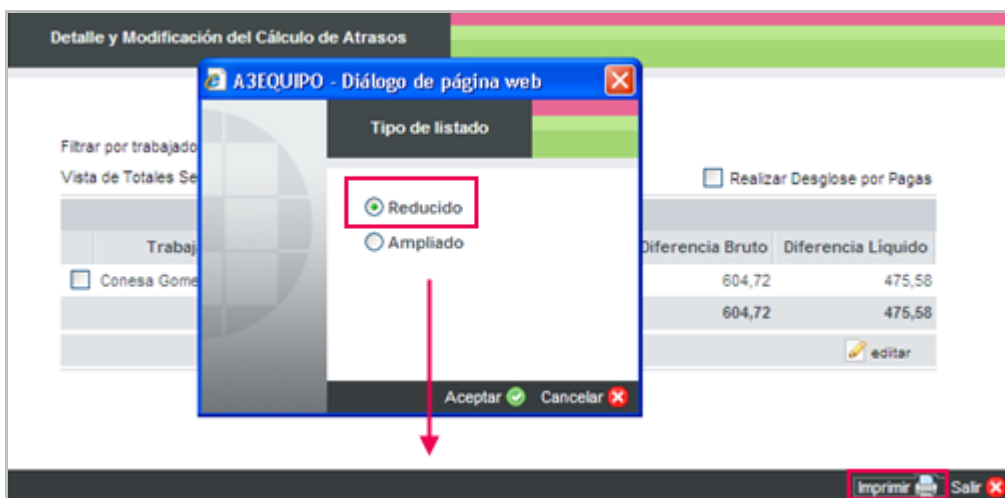 Detalle y Modificación del Cálculo de Atrasos
A3EQUIPO - Diálogo de página web
Tipo de listado
Filtrar por trabajado
Vista de Totales Se
Realizar Desglose por Pagas
Reducido
Ampliado
Trabaj
Diferencia Bruto Diferencia Líquido
Conesa Gome
604,72 475,58
604,72 475,58
editar
Aceptar Cancelar
Imprimir Salir